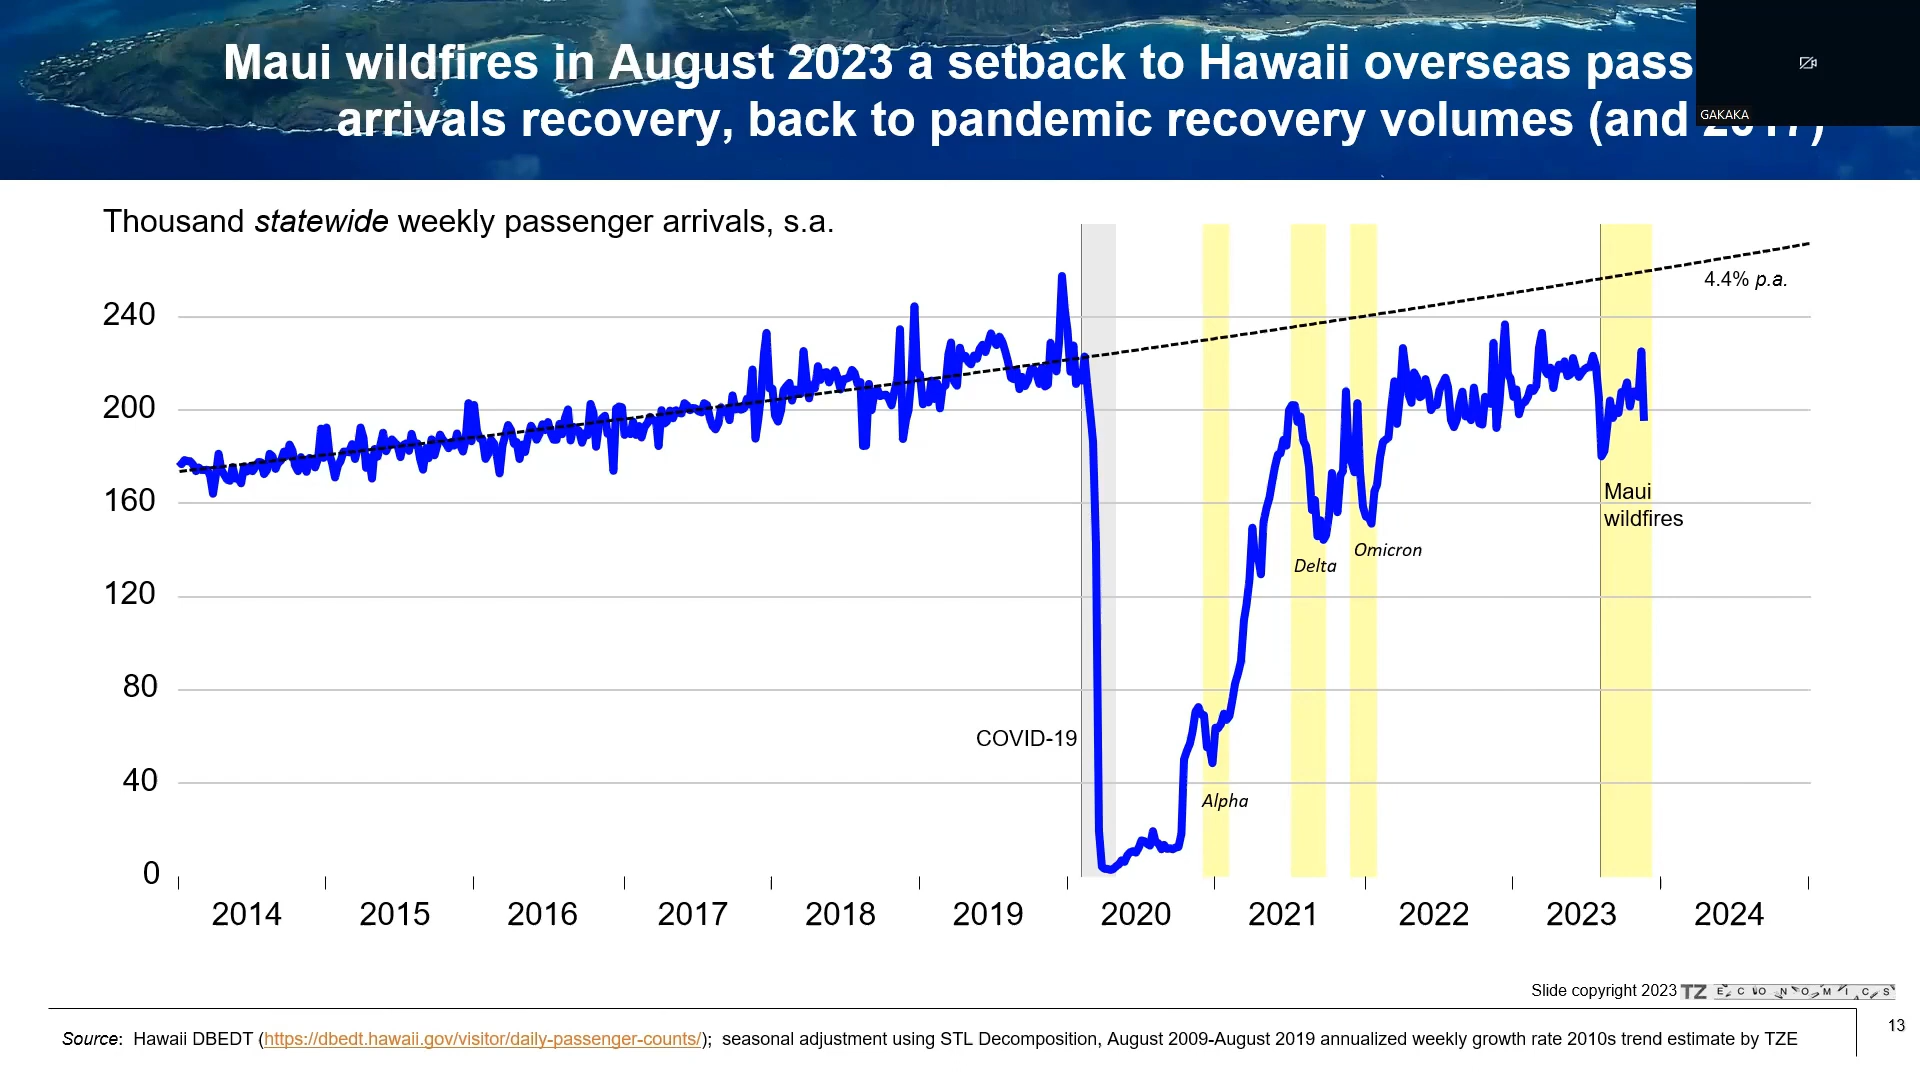 Maui wildfires in August 2023 a setback to Hawaii overseas pass
arrivals recovery, back to pandemic recovery volumes (and 2017)
GAKAKA
Thousand statewide weekly passenger arrivals, s.a.
4.4% p.a.
240
200
160
120
80
40
0
Maui
wildfires
Omicron
Delta
COVID-19
Alpha
2014 2015 2016 2017 2018 2019 2020 2021 2022 2023 2024
Slide copyright 2023 TZ ECONOMICS
Source: Hawaii DBEDT (https://dbedt.hawaii.gov/visitor/daily-passenger-counts/); seasonal adjustment using STL Decomposition, August 2009-August 2019 annualized weekly growth rate 2010s trend estimate by TZE
13